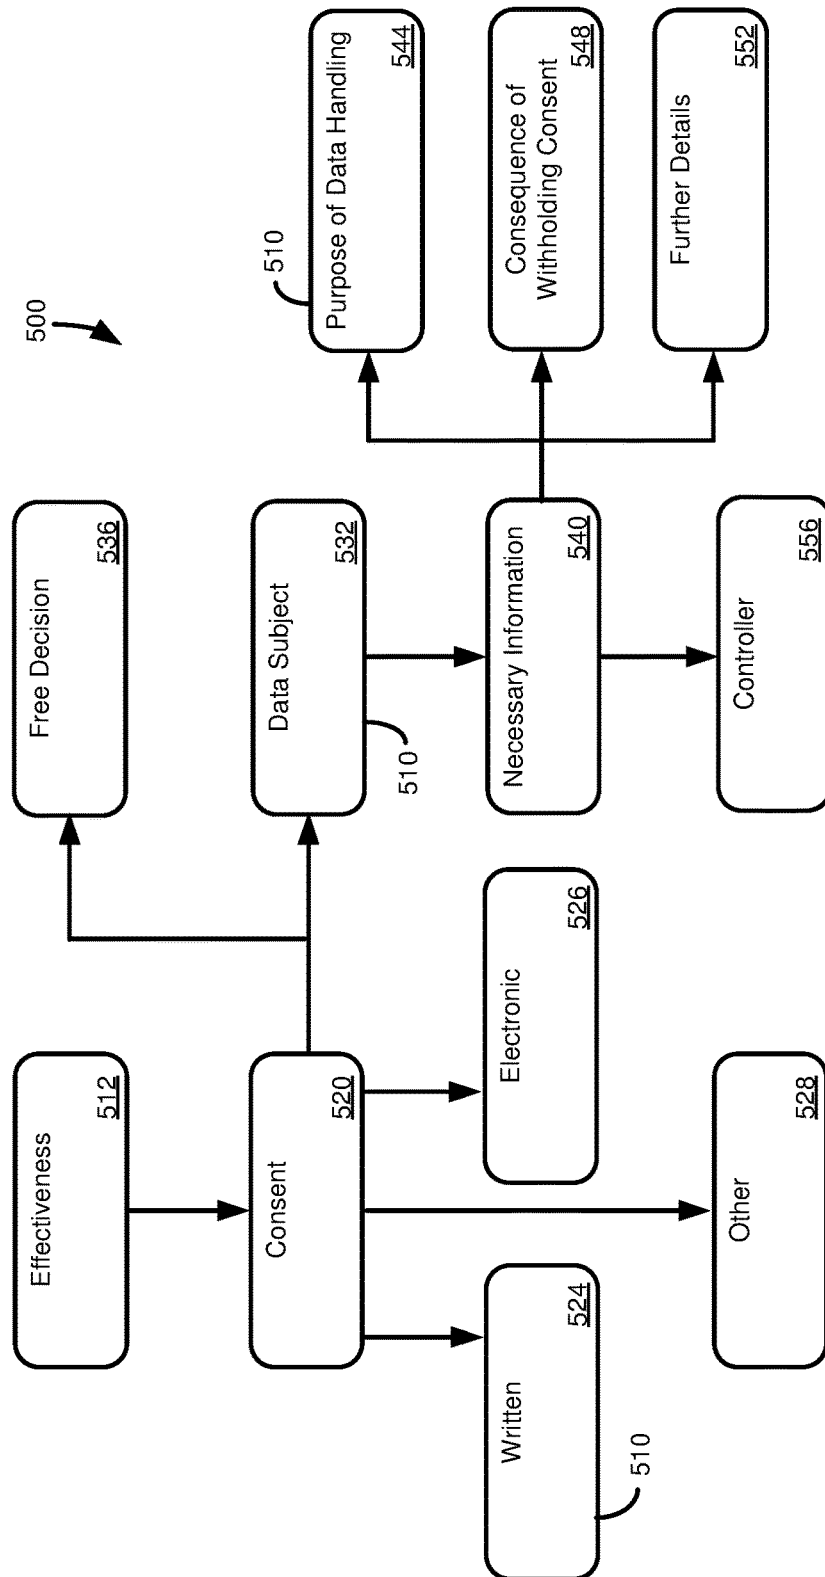 500
Effectiveness
512
Free Decision
536
510
Purpose of Data Handling
544
Consent
520
Data Subject
532
510
Consequence of
Withholding Consent
548
Written
524
510
Electronic
526
Necessary Information
540
Further Details
552
Other
528
Controller
556